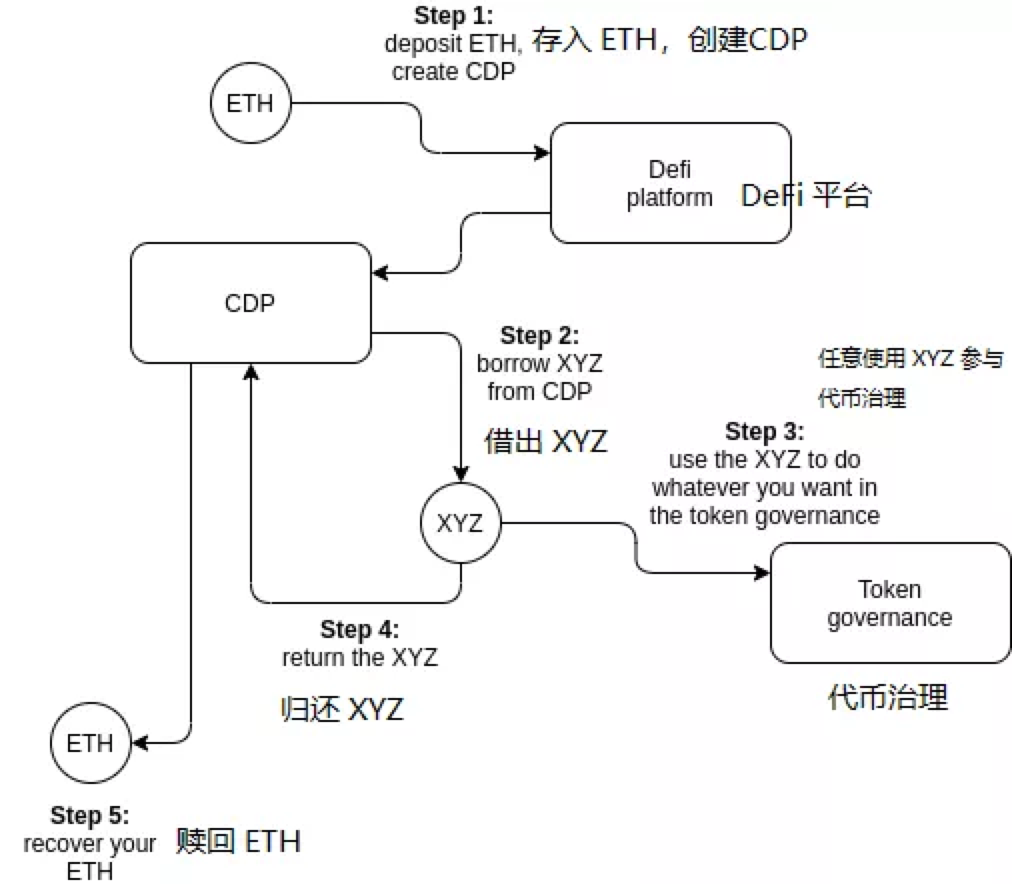 Step 1:
deposit ETH,
create CDP
存入 ETH，创建CDP
ETH
Defi
platform
DeFi 平台
CDP
Step 2:
borrow XYZ
from CDP
借出 XYZ
任意使用 XYZ 参与
代币治理
Step 3:
use the XYZ to do
whatever you want in
the token governance
XYZ
Token
governance
代币治理
Step 4:
return the XYZ
归还 XYZ
ETH
Step 5:
recover your
ETH
赎回 ETH